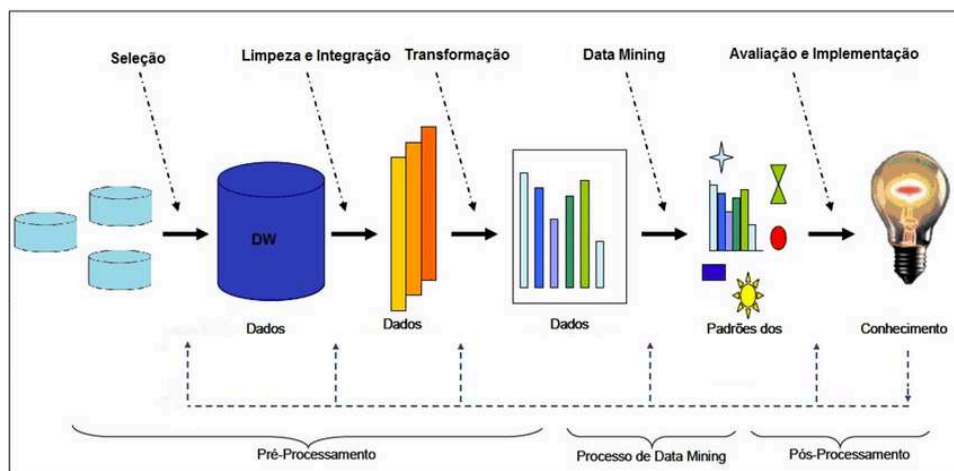 Seleção
Limpeza e Integração
Transformação
Data Mining
Avaliação e Implementação
DW
Dados
Dados
Dados
Padrões dos
Conhecimento
Pré-Processamento
Processo de Data Mining
Pós-Processamento